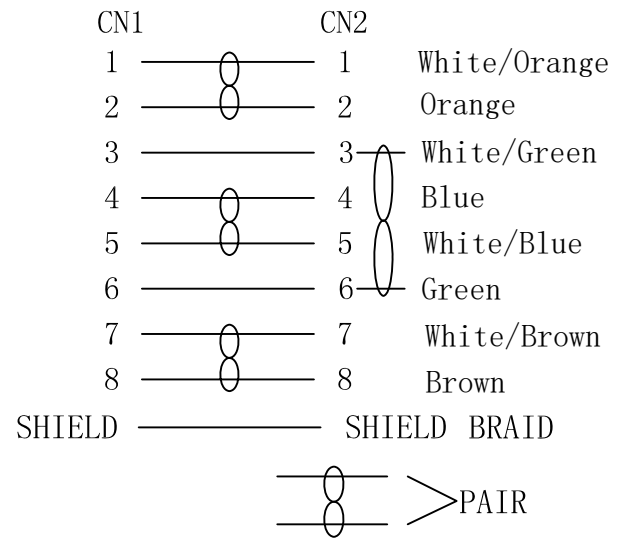 CN1 CN2
1 1 White/Orange
2 2 Orange
3 3 White/Green
4 4 Blue
5 5 White/Blue
6 6 Green
7 7 White/Brown
8 8 Brown
SHIELD SHIELD BRAID
PAIR